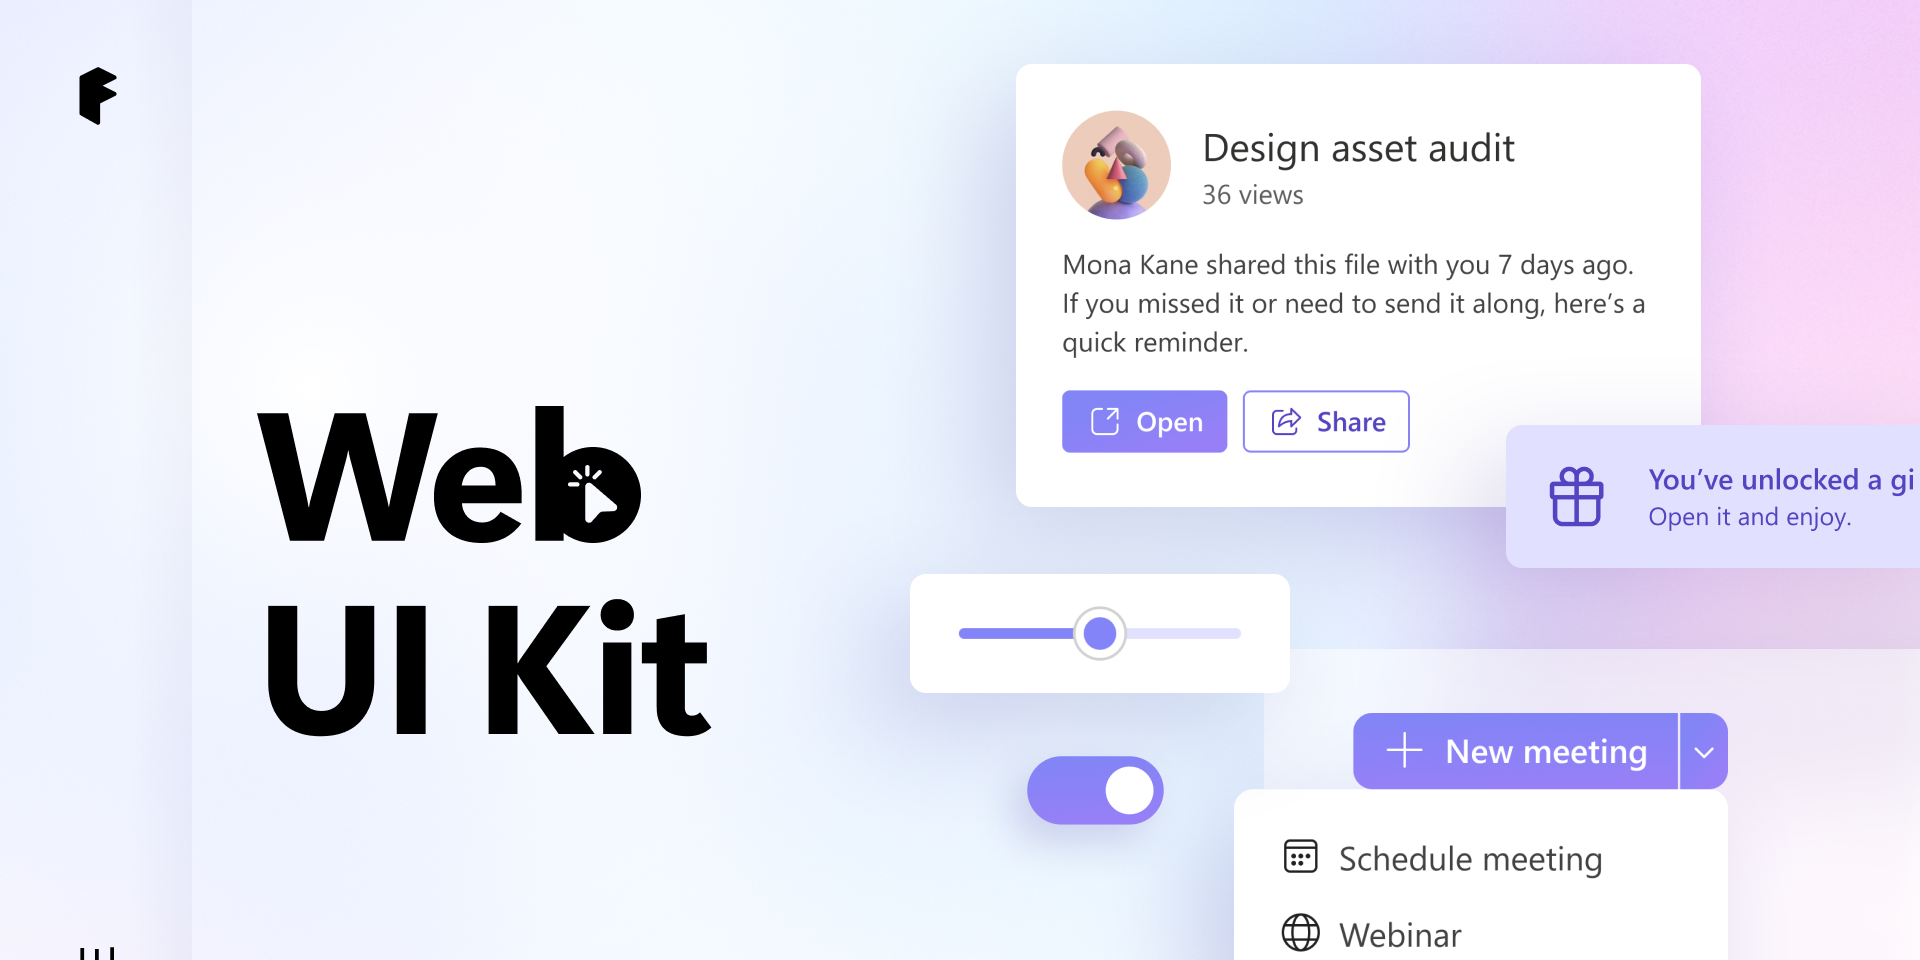 Web
UI Kit
Design asset audit
36 views
Mona Kane shared this file with you 7 days ago.
If you missed it or need to send it along, here’s a
quick reminder.
Open
Share
You’ve unlocked a gi
Open it and enjoy.
New meeting
Schedule meeting
Webinar